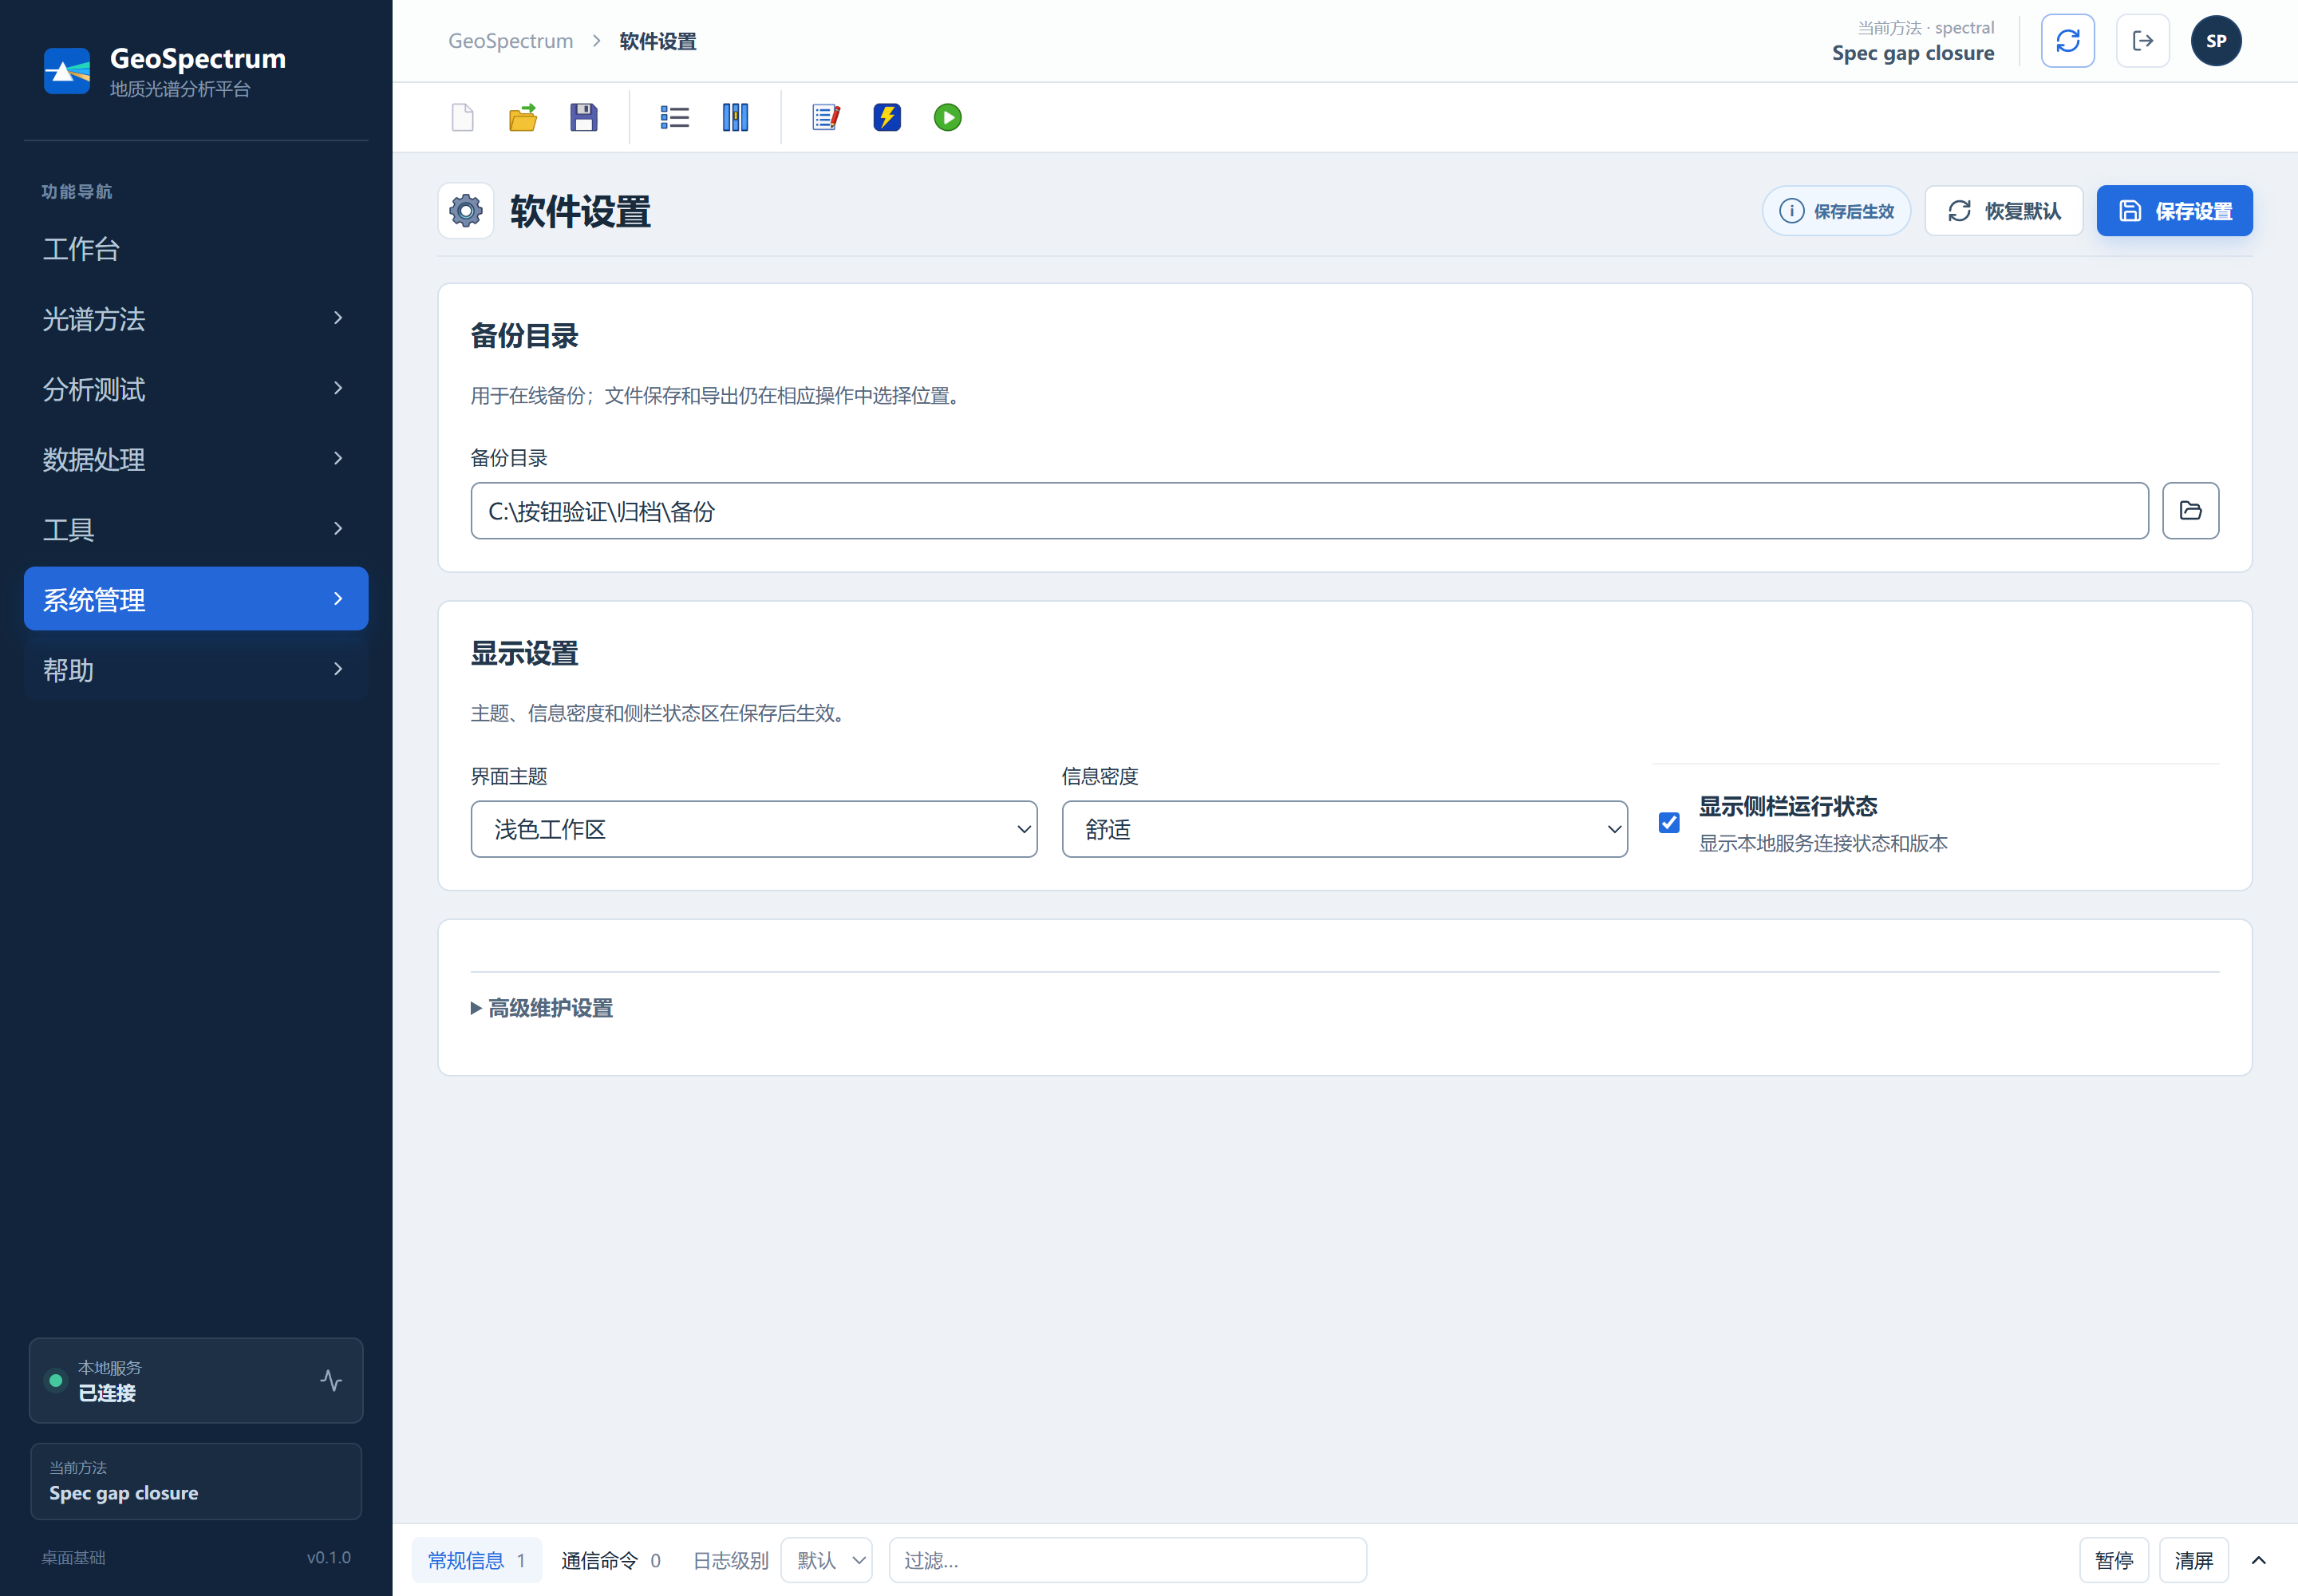 GeoSpectrum
地质光谱分析平台
功能导航
工作台
光谱方法
分析测试
数据处理
工具
系统管理
帮助
本地服务
已连接
当前方法
Spec gap closure
桌面基础 v0.1.0
GeoSpectrum 软件设置
当前方法 · spectral
Spec gap closure
SP
软件设置
保存后生效
恢复默认
保存设置
备份目录
用于在线备份；文件保存和导出仍在相应操作中选择位置。
备份目录
C:\按钮验证\归档\备份
显示设置
主题、信息密度和侧栏状态区在保存后生效。
界面主题
浅色工作区
信息密度
舒适
显示侧栏运行状态
显示本地服务连接状态和版本
高级维护设置
常规信息 1 通信命令 0 日志级别 默认 过滤... 暂停 清屏